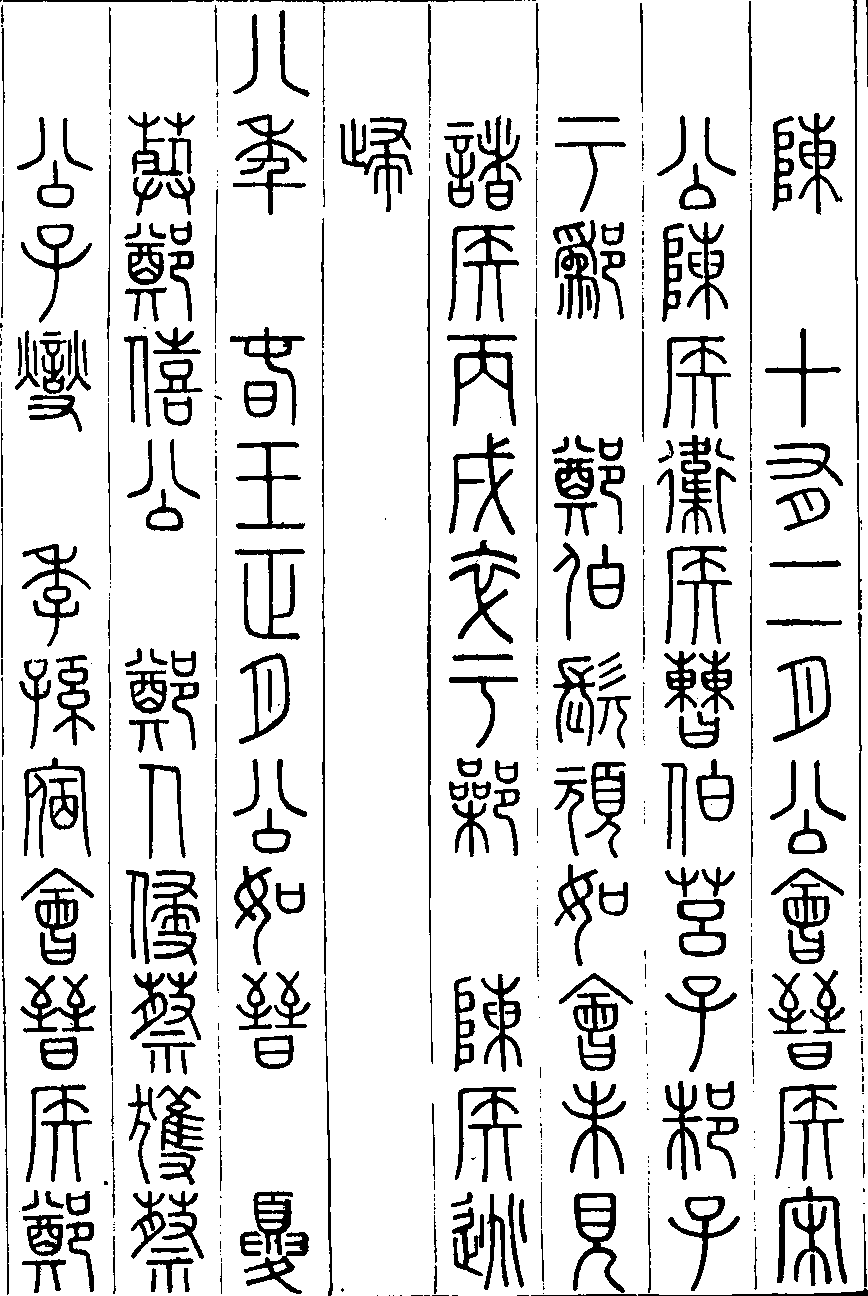 陳 十有二月公會晉侯宋
公陳侯衛侯曹伯莒子邾子
于鄬 鄭伯髡頑如會未見
諸侯丙戌卒于鄵 陳侯逃
歸
八年 春王正月公如晉 夏
葬鄭僖公 鄭人侵蔡獲蔡
公子燮 季孫宿會晉侯鄭